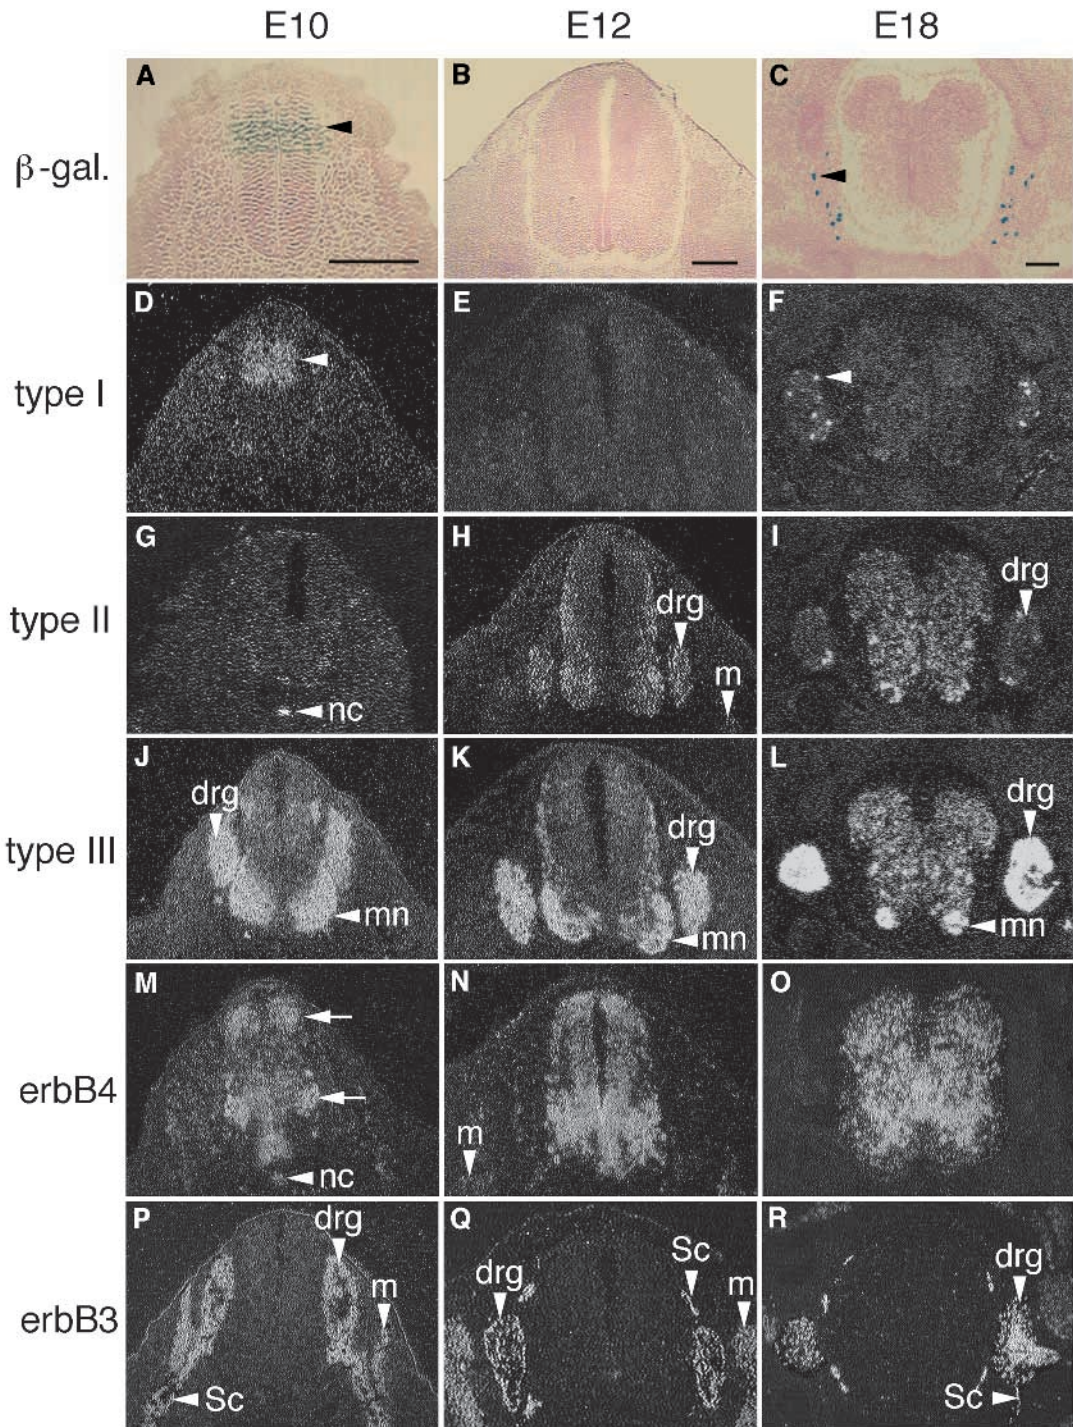 E10 E12 E18
β-gal. A B C
type I D E F
type II G H I
drg drg
m
nc
type III J K L
drg drg drg
mn mn mn
erbB4 M N O
m
nc
erbB3 P Q R
drg Sc drg
drg m
m
Sc Sc